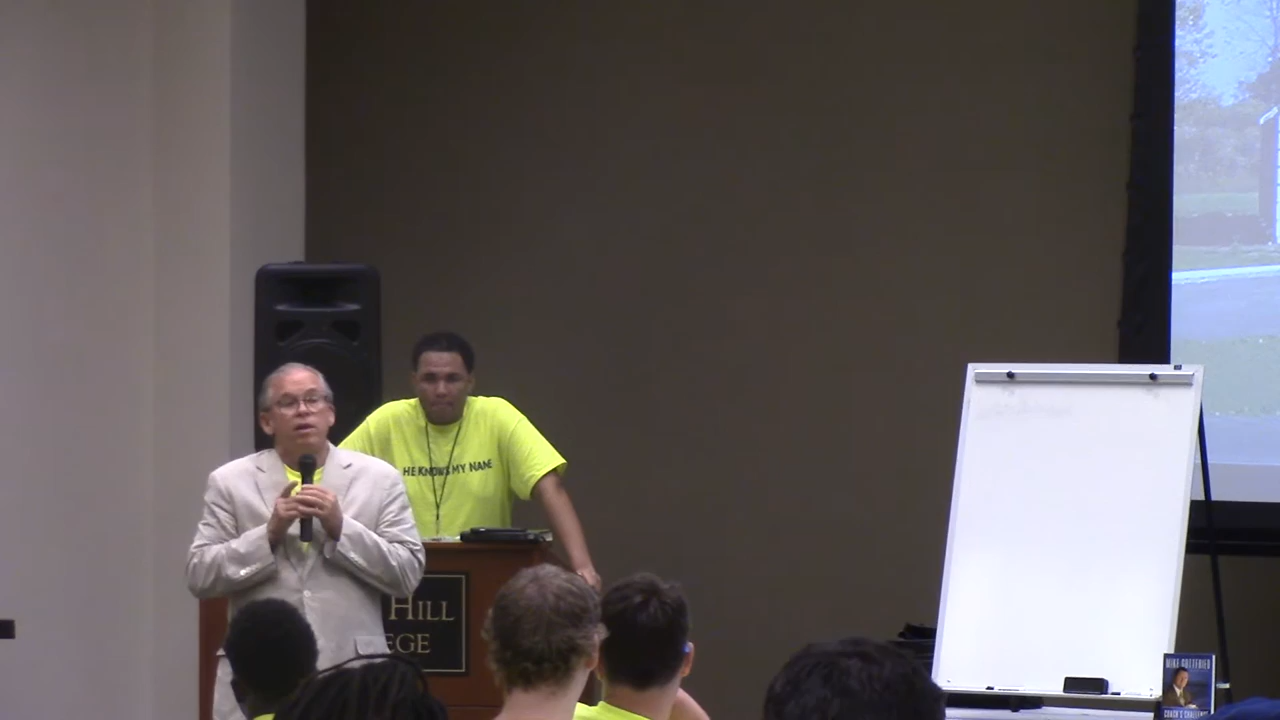 HE KNOWS MY NAME
HILL
EGE
MIKE GOTTFRIED
COACH'S CHALLENGE